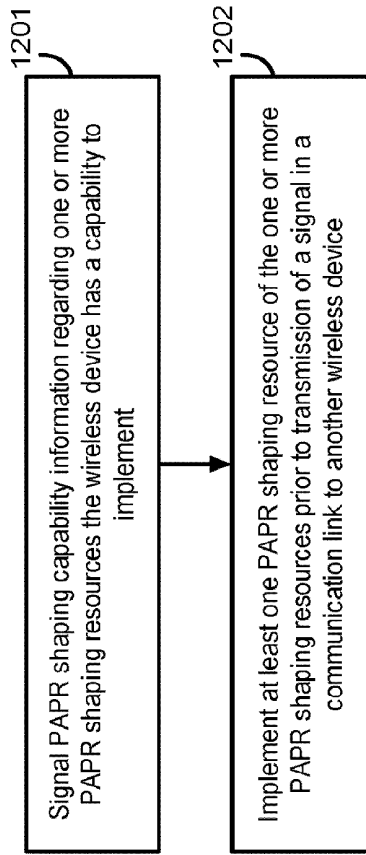 1201
Signal PAPR shaping capability information regarding one or more
PAPR shaping resources the wireless device has a capability to
implement
1202
Implement at least one PAPR shaping resource of the one or more
PAPR shaping resources prior to transmission of a signal in a
communication link to another wireless device